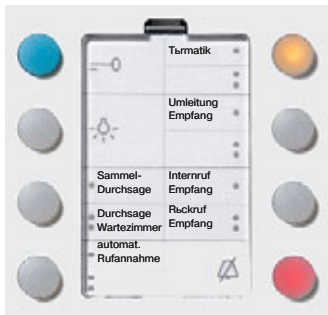 Tьrmatik
Umleitung
Empfang
Sammel-
Durchsage
Internruf
Empfang
Durchsage
Wartezimmer
Rьckruf
Empfang
automat.
Rufannahme